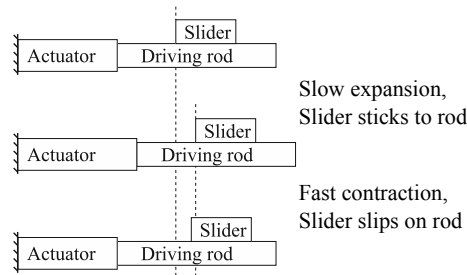 Slider
Actuator Driving rod
Slow expansion,
Slider sticks to rod
Slider
Actuator Driving rod
Fast contraction,
Slider slips on rod
Slider
Actuator Driving rod